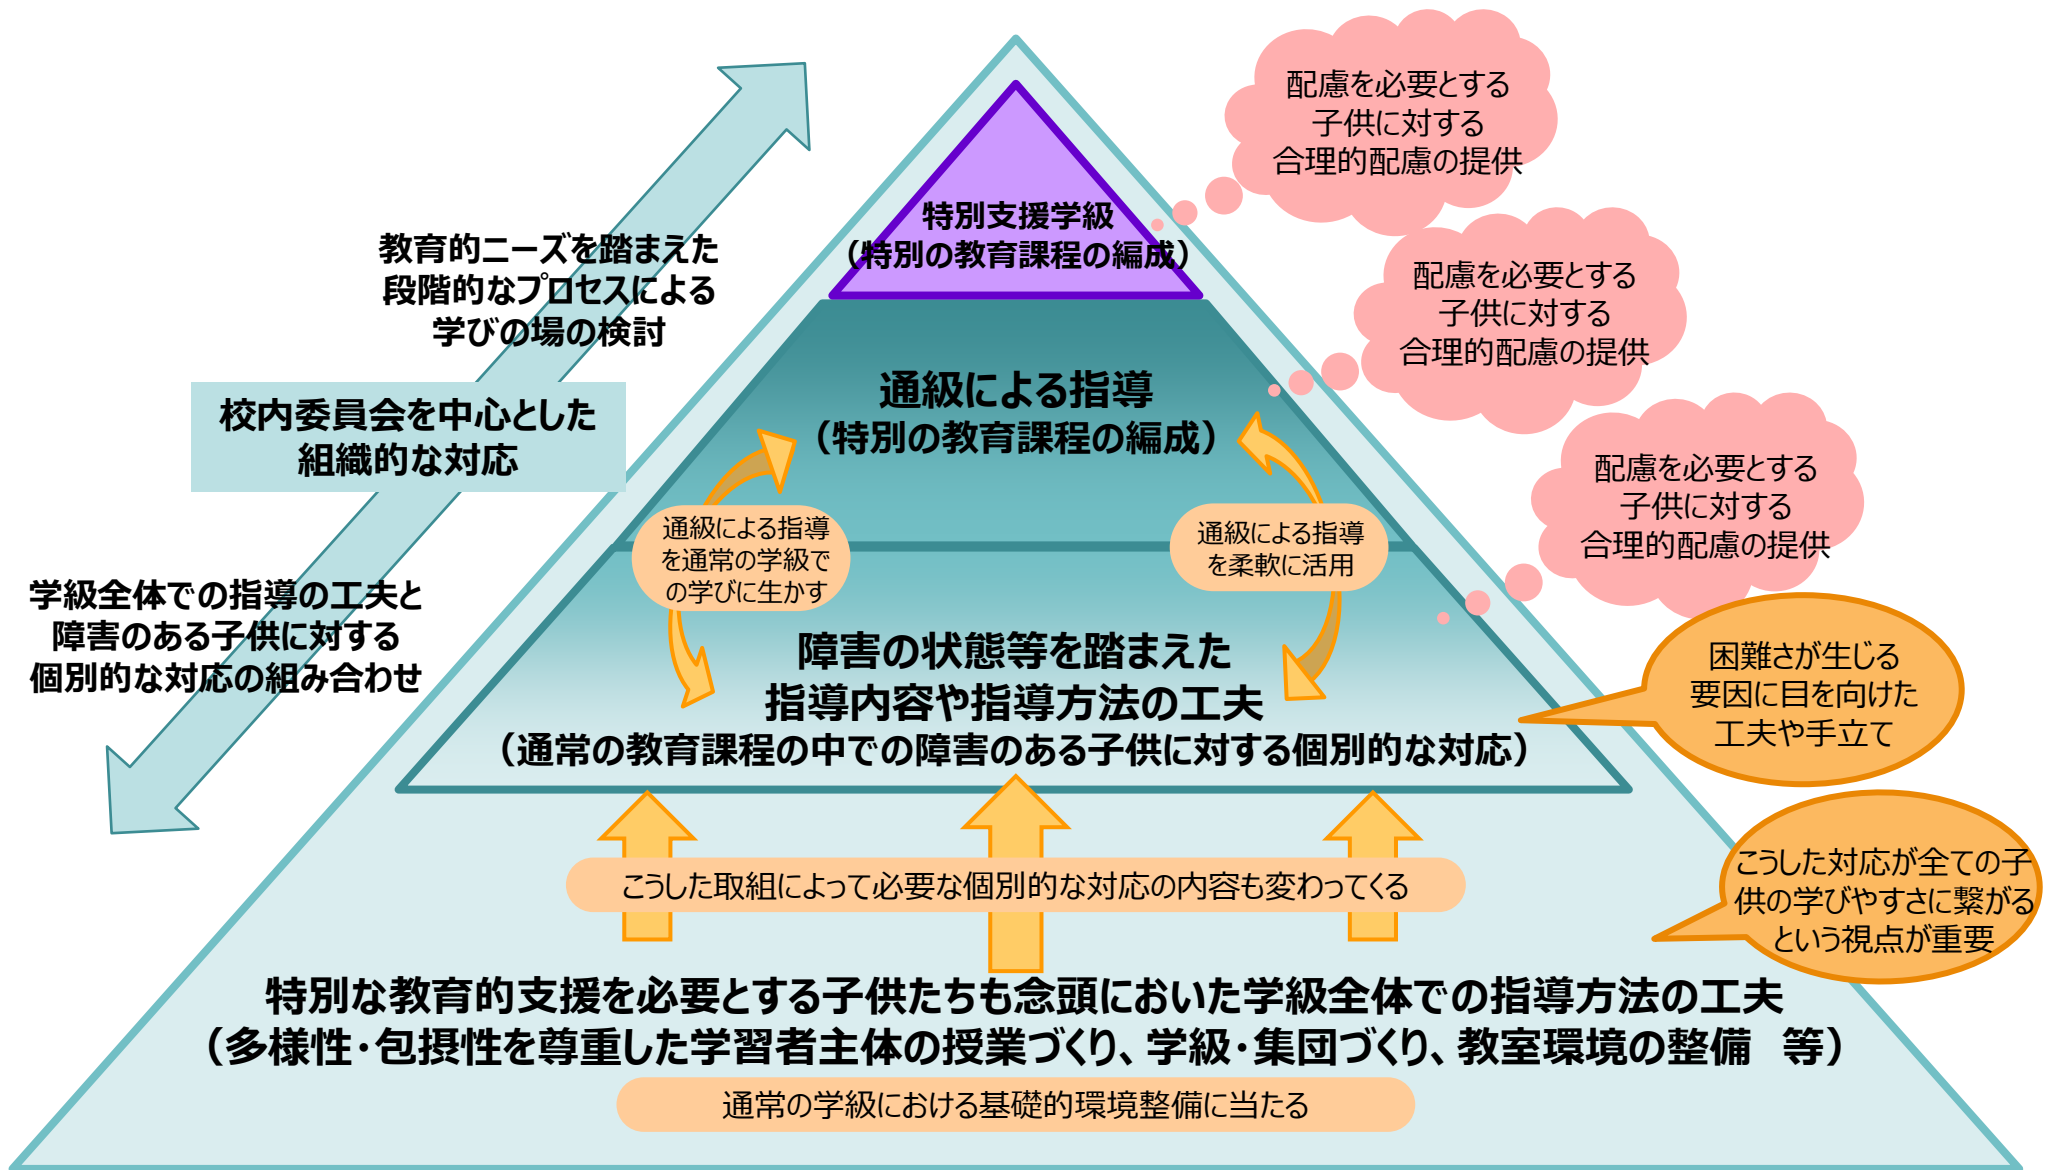 配慮を必要とする
子供に対する
合理的配慮の提供
特別支援学級
（特別の教育課程の編成）
教育的ニーズを踏まえた
段階的なプロセスによる
学びの場の検討
配慮を必要とする
子供に対する
合理的配慮の提供
通級による指導
（特別の教育課程の編成）
校内委員会を中心とした
組織的な対応
配慮を必要とする
子供に対する
合理的配慮の提供
通級による指導
を通常の学級で
の学びに生かす
通級による指導
を柔軟に活用
学級全体での指導の工夫と
障害のある子供に対する
個別的な対応の組み合わせ
障害の状態等を踏まえた
指導内容や指導方法の工夫
（通常の教育課程の中での障害のある子供に対する個別的な対応）
困難さが生じる
要因に目を向けた
工夫や手立て
こうした取組によって必要な個別的な対応の内容も変わってくる
こうした対応が全ての子
供の学びやすさに繋がる
という視点が重要
特別な教育的支援を必要とする子供たちも念頭においた学級全体での指導方法の工夫
（多様性・包摂性を尊重した学習者主体の授業づくり、学級・集団づくり、教室環境の整備　等）
通常の学級における基礎的環境整備に当たる